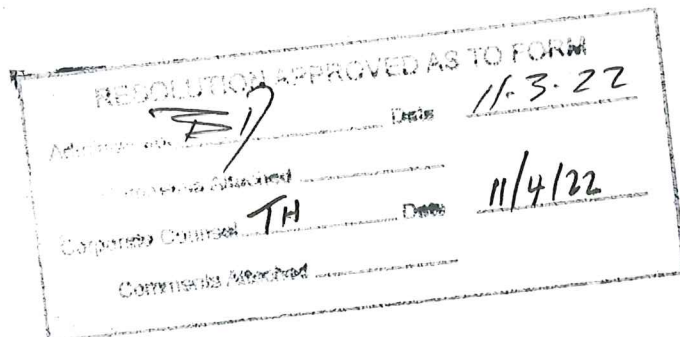 RESOLUTION APPROVED AS TO FORM
Date 11.3.22
Attached
Corporate Counsel TH Date 11/4/22
Comments Attached